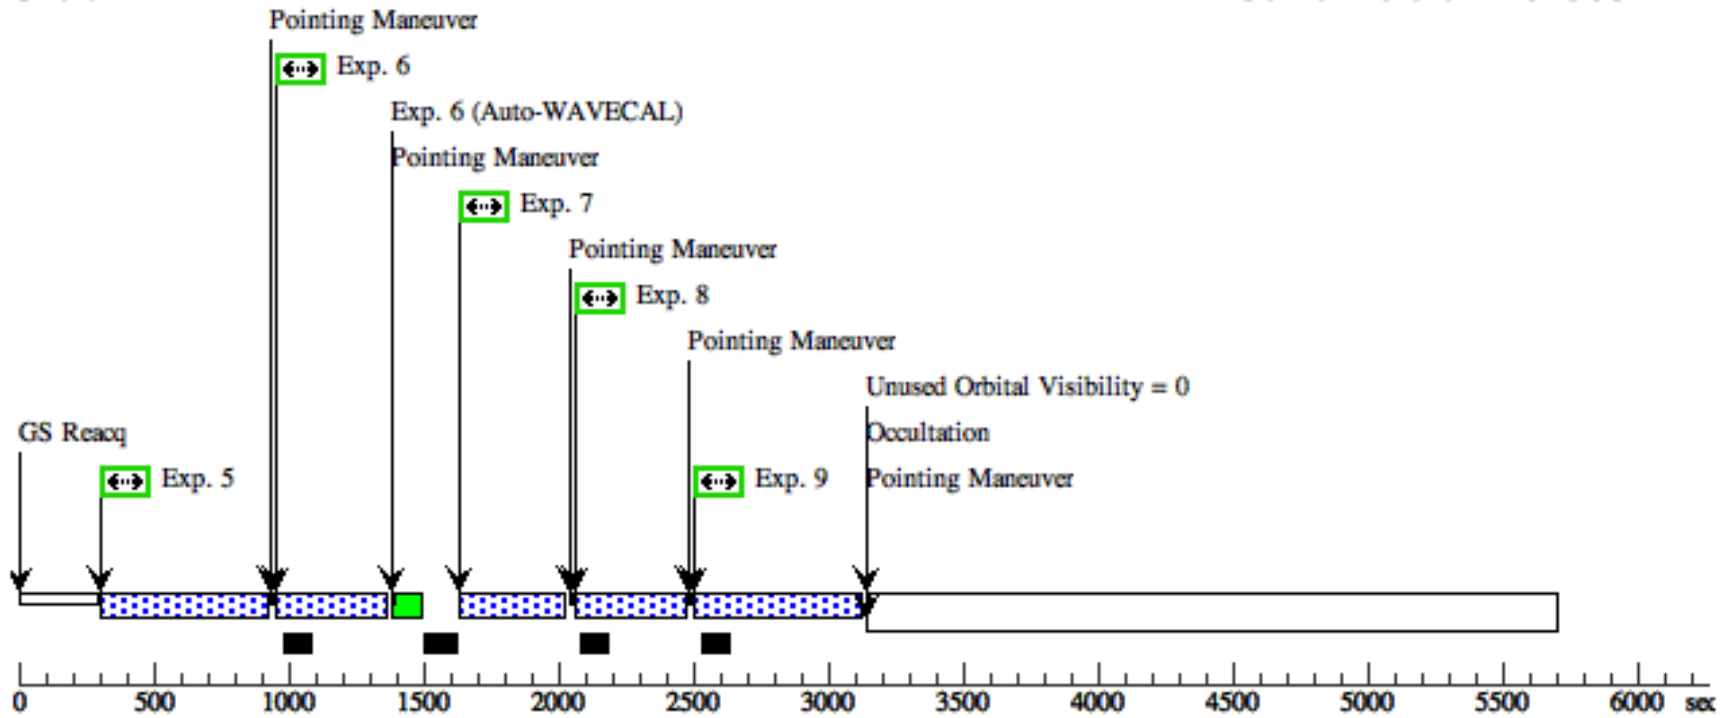 Pointing Maneuver
Exp. 6
Exp. 6 (Auto-WAVECAL)
Pointing Maneuver
Exp. 7
Pointing Maneuver
Exp. 8
Pointing Maneuver
Unused Orbital Visibility = 0
GS Reacq
Occultation
Exp. 5
Exp. 9
Pointing Maneuver
0 500 1000 1500 2000 2500 3000 3500 4000 4500 5000 5500 6000 sec